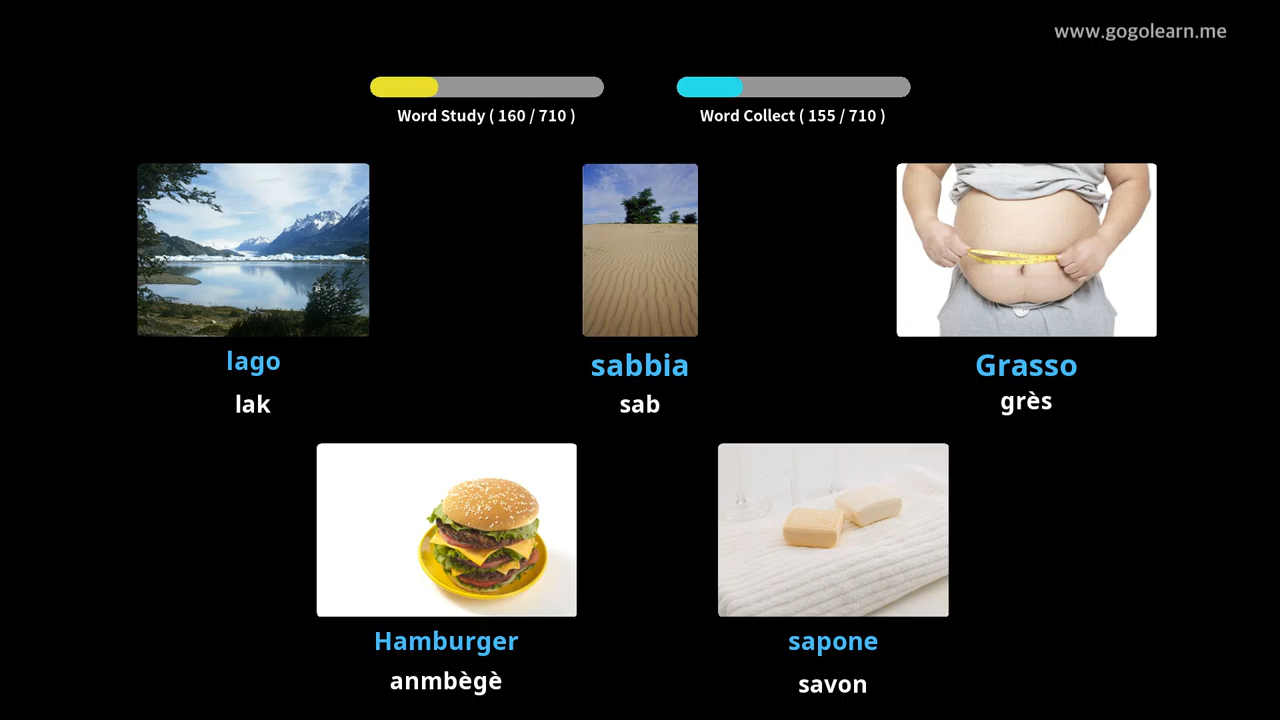 www.gogolearn.me
Word Study ( 160 / 710 )
Word Collect ( 155 / 710 )
lago
lak
sabbia
sab
Grasso
grès
Hamburger
anmbègè
sapone
savon